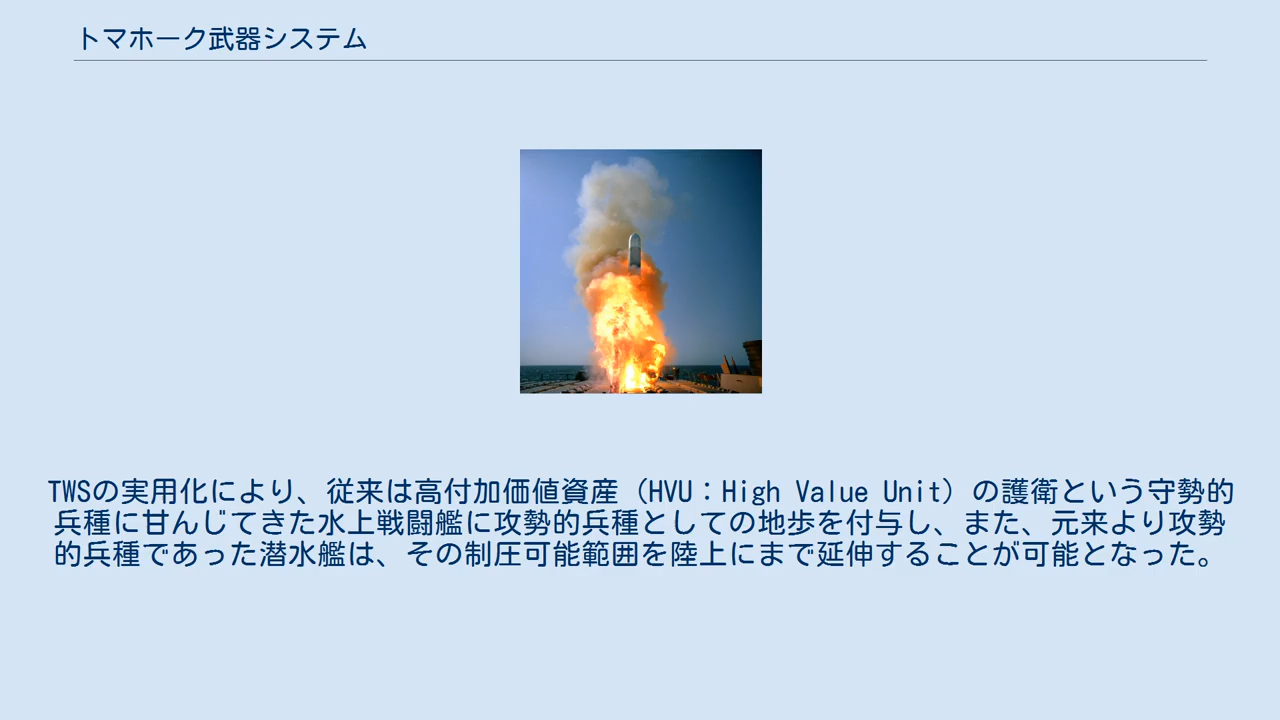 トマホーク武器システム
TWSの実用化により、従来は高付加価値資産（HVU：High Value Unit）の護衛という守勢的
兵種に甘んじてきた水上戦闘艦に攻勢的兵種としての地歩を付与し、また、元来より攻勢
的兵種であった潜水艦は、その制圧可能範囲を陸上にまで延伸することが可能となった。